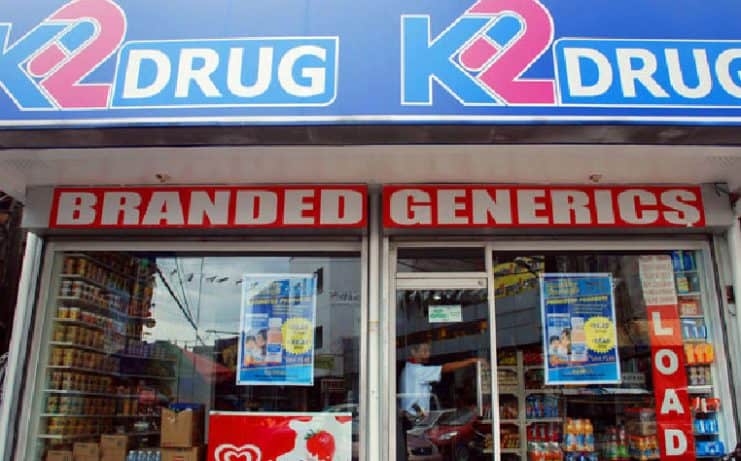 K2 DRUG K2 DRUG
BRANDED GENERICS
LOAD